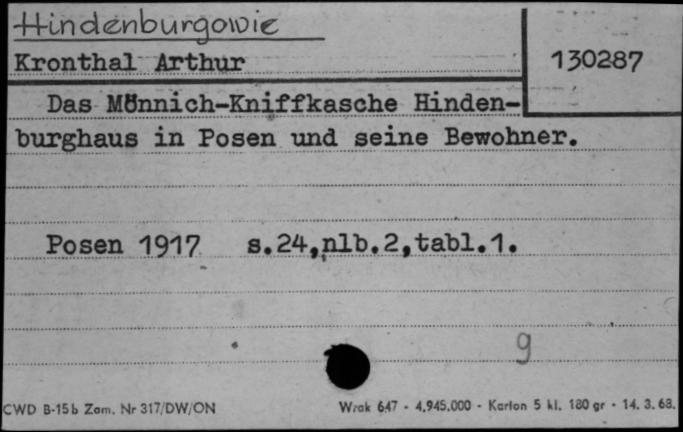 Hindenburgowie
Kronthal Arthur
130287
Das Mönnich-Kniffkasche Hinden-
burghaus in Posen und seine Bewohner.
Posen 1917 s.24,nlb.2,tabl.1.
g
CWD B-15b Zam. Nr 317/DW/ON
Wrak 647 - 4.945.000 - Karton 5 kl. 180 gr - 14. 3. 68.